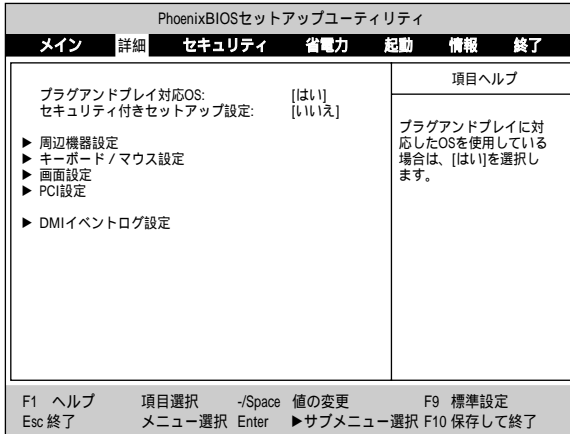 PhoenixBIOSセットアップユーティリティ
メイン 詳細 セキュリティ 省電力 起動 情報 終了
項目ヘルプ
プラグアンドプレイ対応OS: [はい]
セキュリティ付きセットアップ設定: [いいえ]
▶ 周辺機器設定
▶ キーボード / マウス設定
▶ 画面設定
▶ PCI設定
▶ DMIイベントログ設定
プラグアンドプレイに対
応したOSを使用している
場合は、[はい]を選択し
ます。
F1 ヘルプ 項目選択 -/Space 値の変更 F9 標準設定
Esc 終了 メニュー選択 Enter ▶サブメニュー選択 F10 保存して終了